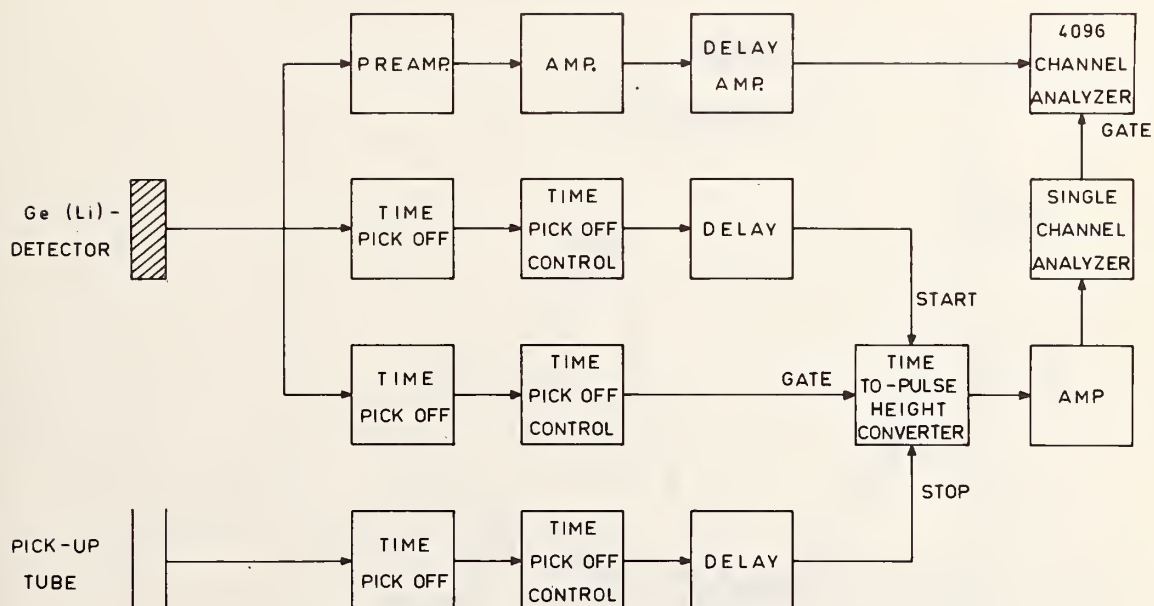 PREAMP.
AMP.
DELAY
AMP.
4096
CHANNEL
ANALYZER
GATE
Ge (Li)-
DETECTOR
TIME
PICK OFF
TIME
PICK OFF
CONTROL
DELAY
SINGLE
CHANNEL
ANALYZER
START
TIME
PICK OFF
TIME
PICK OFF
CONTROL
GATE
TIME
TO-PULSE
HEIGHT
CONVERTER
AMP
STOP
PICK-UP
TUBE
TIME
PICK OFF
TIME
PICK OFF
CONTROL
DELAY